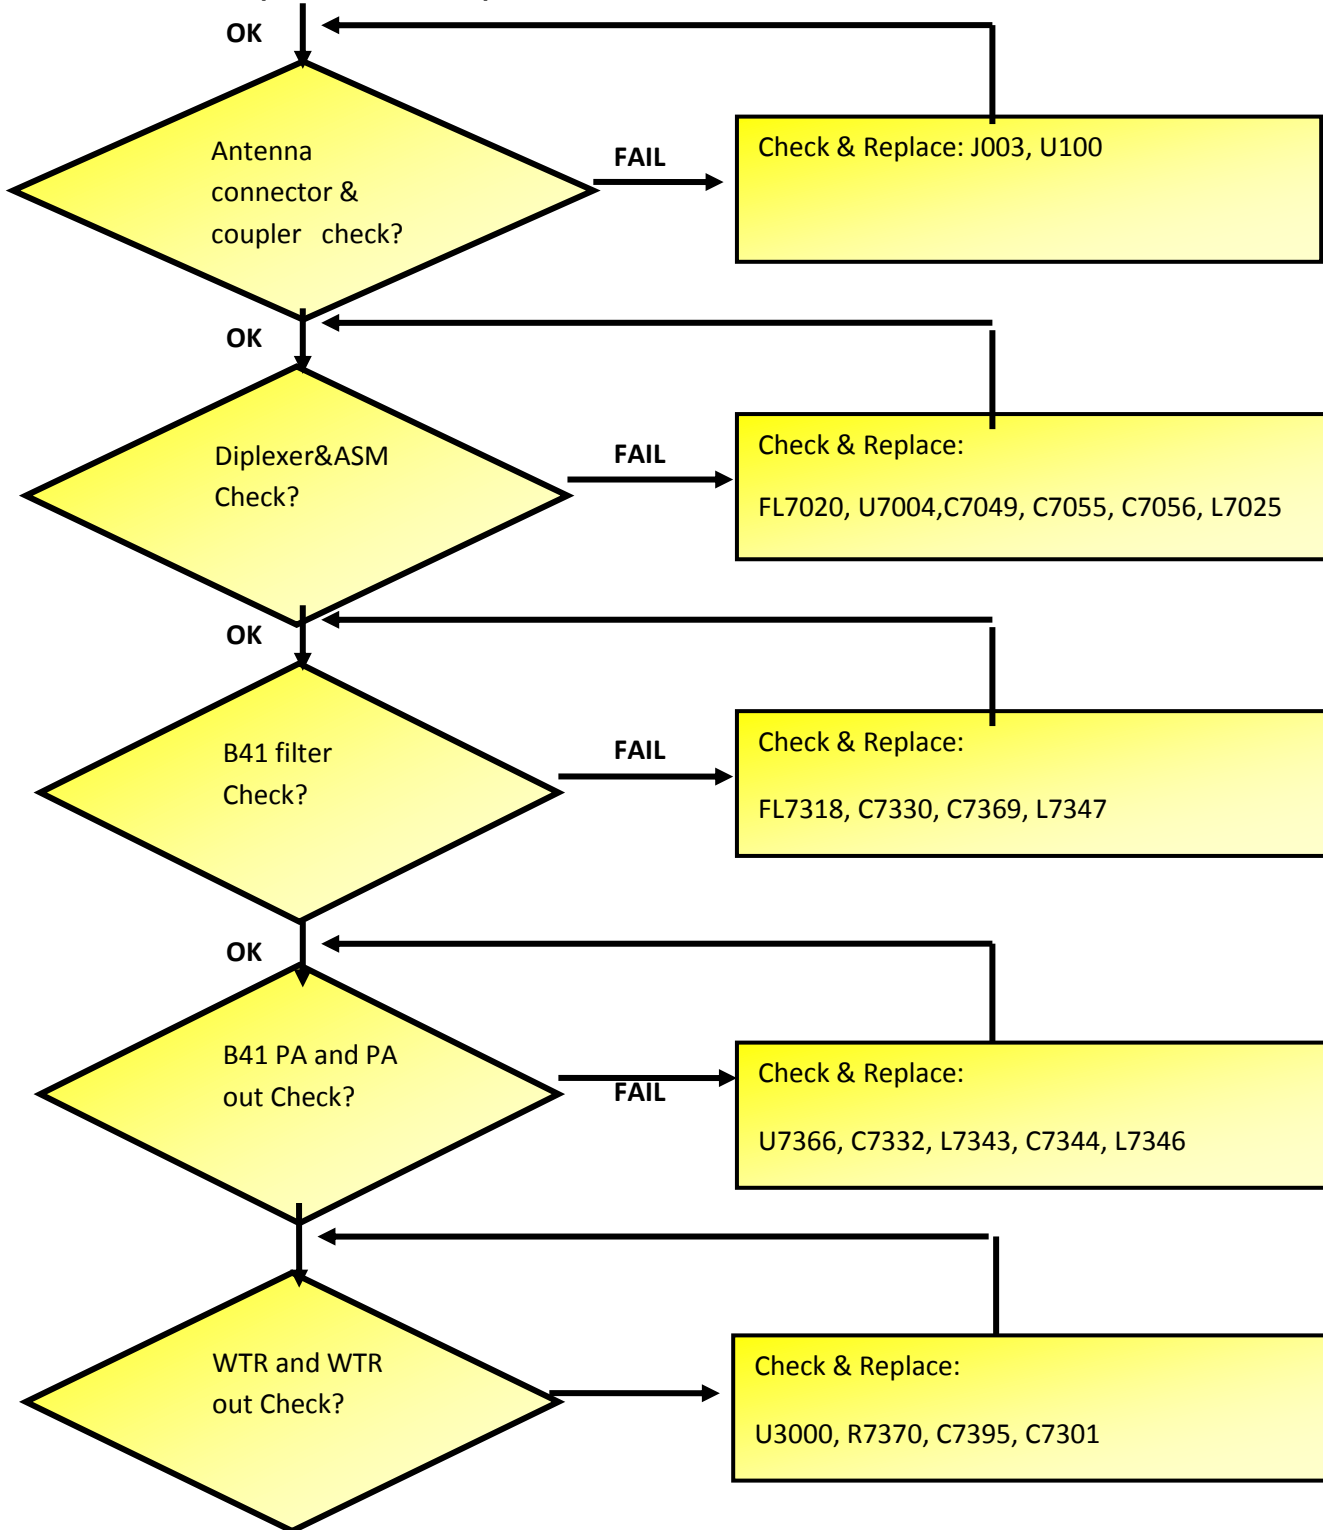 OK
Antenna
connector &
coupler check?
FAIL
Check & Replace: J003, U100
OK
Diplexer&ASM
Check?
FAIL
Check & Replace:
FL7020, U7004,C7049, C7055, C7056, L7025
OK
B41 filter
Check?
FAIL
Check & Replace:
FL7318, C7330, C7369, L7347
OK
B41 PA and PA
out Check?
FAIL
Check & Replace:
U7366, C7332, L7343, C7344, L7346
WTR and WTR
out Check?
Check & Replace:
U3000, R7370, C7395, C7301